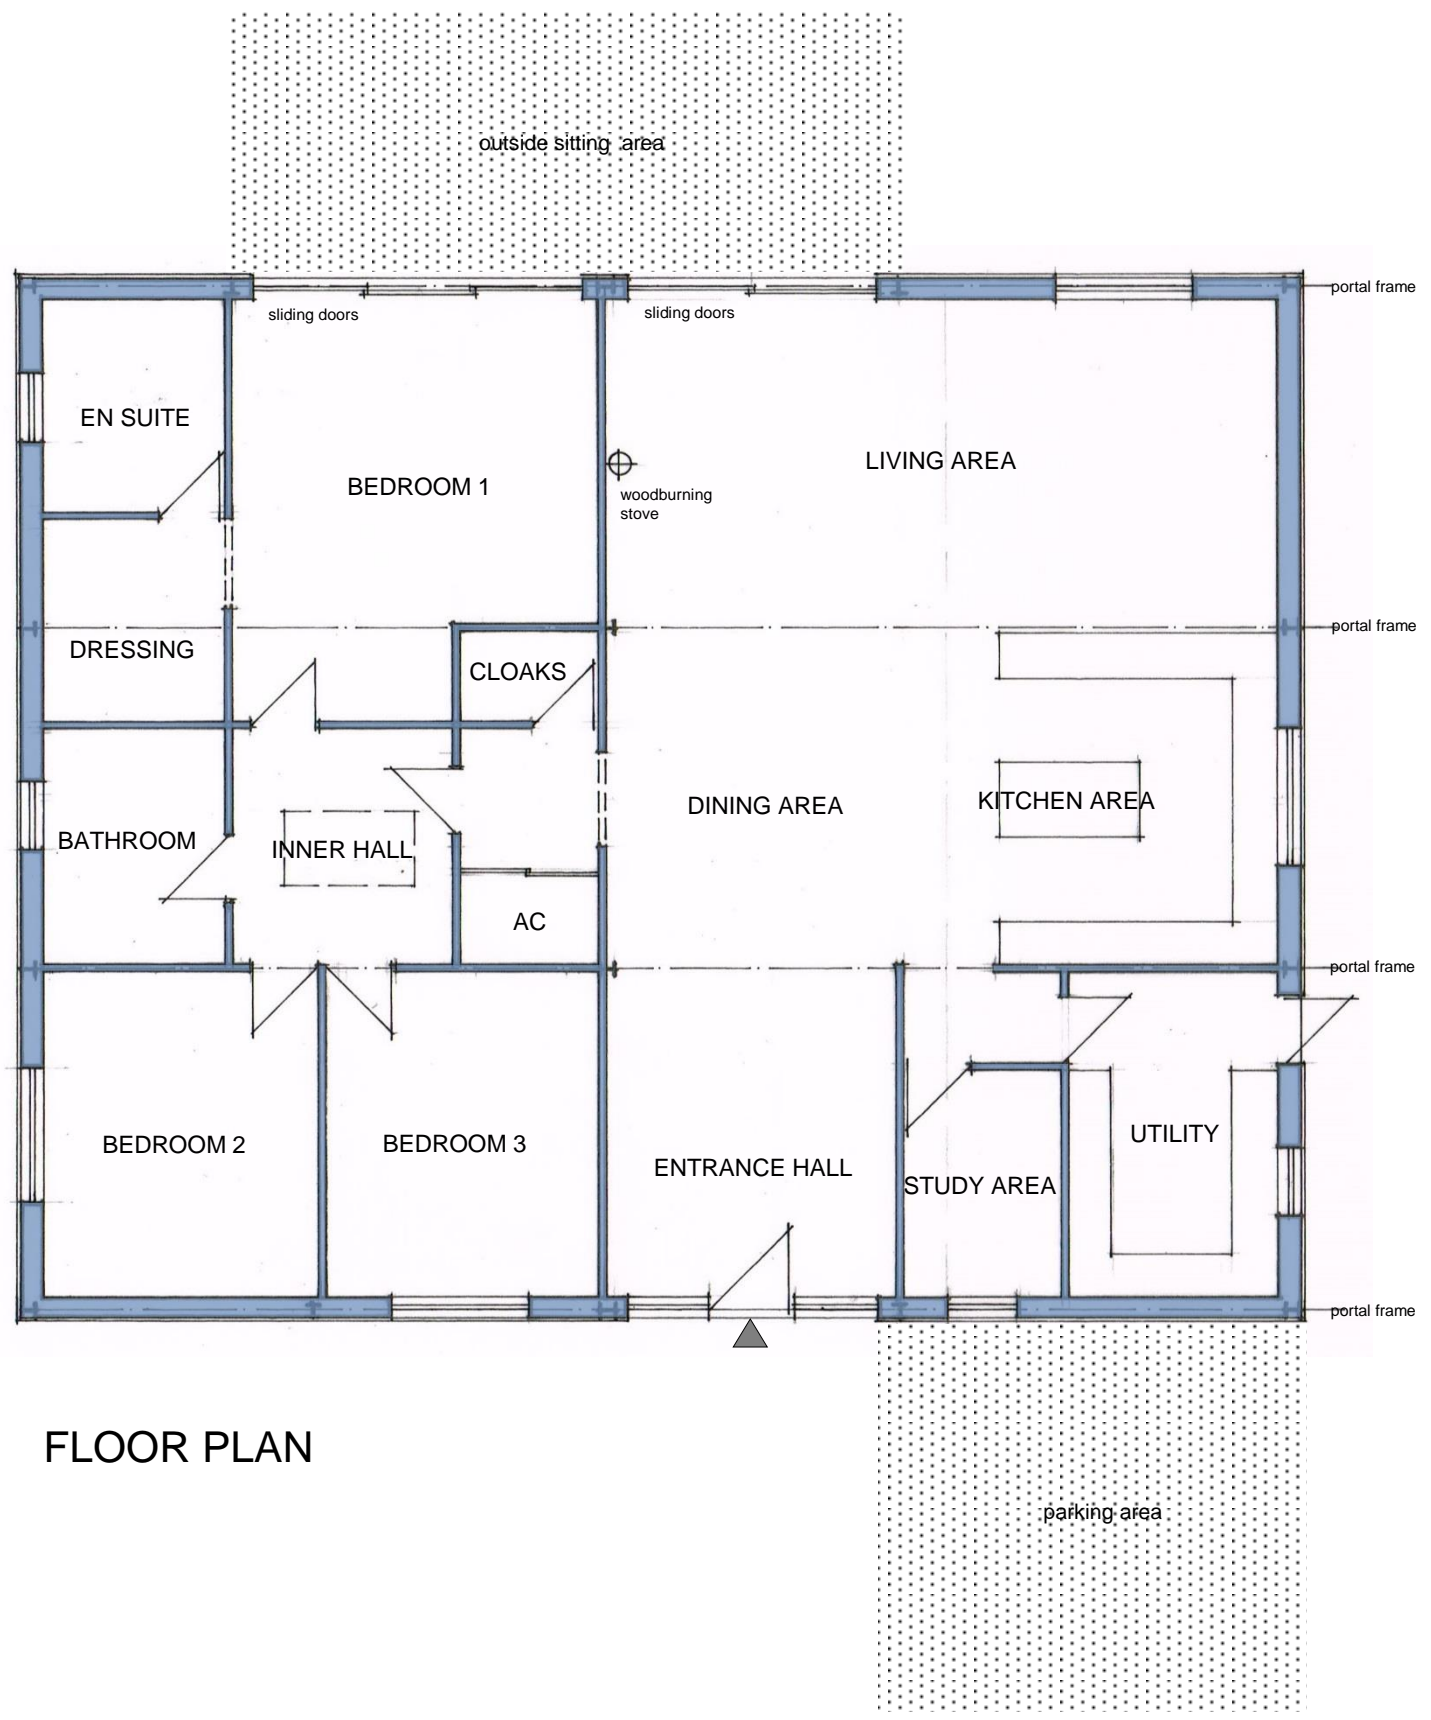 outside sitting area
portal frame
sliding doors
sliding doors
EN SUITE
BEDROOM 1
LIVING AREA
woodburning
stove
portal frame
DRESSING
CLOAKS
BATHROOM
INNER HALL
DINING AREA
KITCHEN AREA
AC
portal frame
BEDROOM 2
BEDROOM 3
ENTRANCE HALL
STUDY AREA
UTILITY
portal frame
FLOOR PLAN
parking area